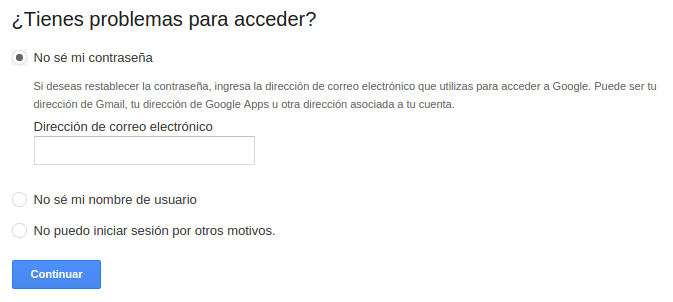 ¿Tienes problemas para acceder?
No sé mi contraseña
Si deseas restablecer la contraseña, ingresa la dirección de correo electrónico que utilizas para acceder a Google. Puede ser tu
dirección de Gmail, tu dirección de Google Apps u otra dirección asociada a tu cuenta.
Dirección de correo electrónico
No sé mi nombre de usuario
No puedo iniciar sesión por otros motivos.
Continuar